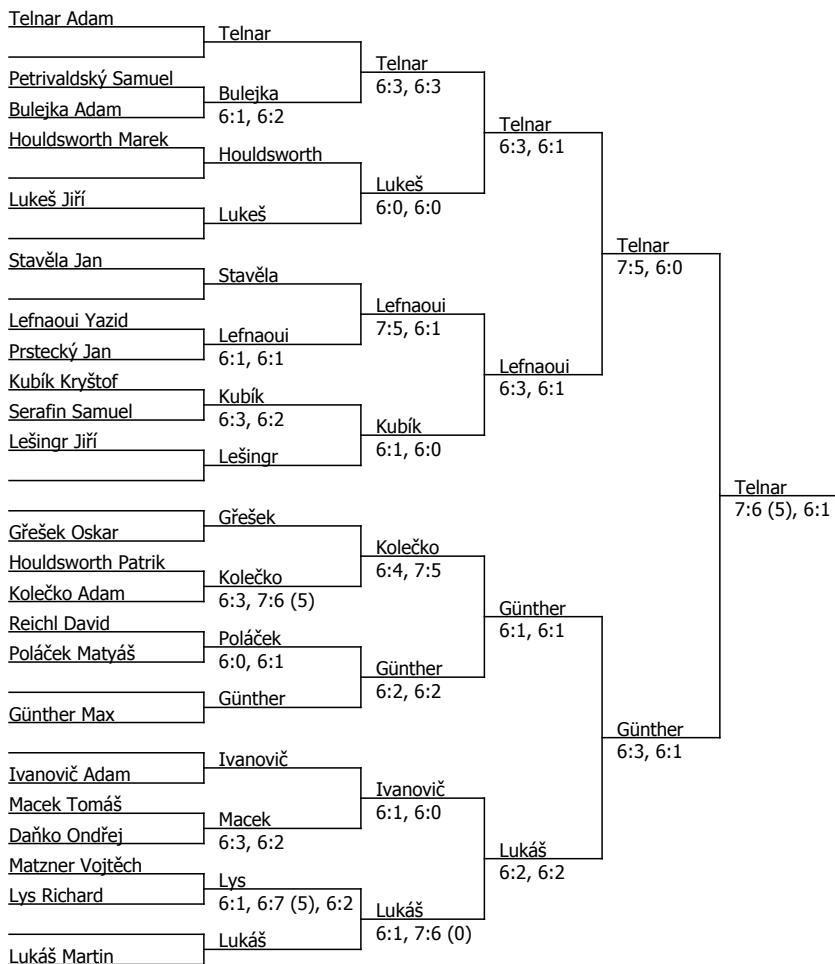 Telnar Adam
Petrivaldský Samuel
Bulejka Adam
Houldsworth Marek
Lukeš Jiří
Stavěla Jan
Lefnaoui Yazid
Prstecký Jan
Kubík Kryštof
Serafin Samuel
Lešingr Jiří
Gřešek Oskar
Houldsworth Patrik
Kolečko Adam
Reichl David
Poláček Matyáš
Günther Max
Ivanovič Adam
Macek Tomáš
Daňko Ondřej
Matzner Vojtěch
Lys Richard
Lukáš Martin
Telnar
Bulejka
6:1, 6:2
Houldsworth
Lukeš
Stavěla
Lefnaoui
6:1, 6:1
Kubík
6:3, 6:2
Lešingr
Gřešek
Kolečko
6:3, 7:6 (5)
Poláček
6:0, 6:1
Günther
Ivanovič
Macek
6:3, 6:2
Lys
6:1, 6:7 (5), 6:2
Lukáš
Telnar
6:3, 6:3
Lukeš
6:0, 6:0
Lefnaoui
7:5, 6:1
Kubík
6:1, 6:0
Kolečko
6:4, 7:5
Günther
6:2, 6:2
Ivanovič
6:1, 6:0
Lukáš
6:1, 7:6 (0)
Telnar
6:3, 6:1
Lefnaoui
6:3, 6:1
Günther
6:1, 6:1
Lukáš
6:2, 6:2
Telnar
7:5, 6:0
Günther
6:3, 6:1
Telnar
7:6 (5), 6:1